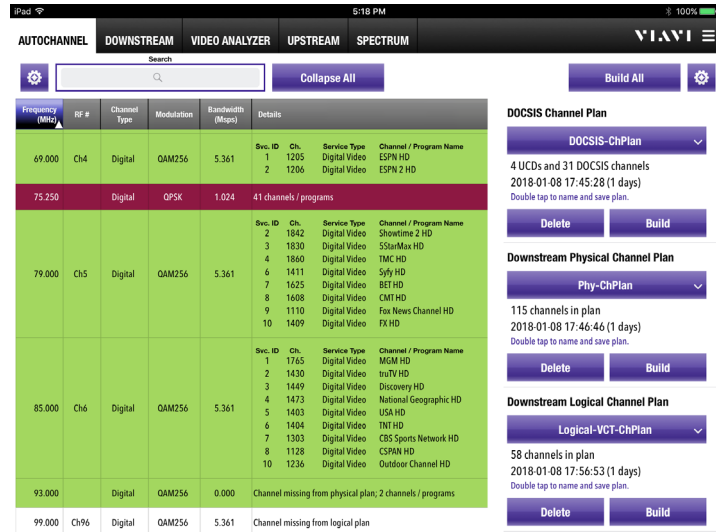 iPad 5:18 PM 100%
AUTOCHANNEL DOWNSTREAM VIDEO ANALYZER UPSTREAM SPECTRUM VIAVI
Search
Collapse All Build All
Frequency (MHz) RF # Channel Type Modulation Bandwidth (Msps) Details
Svc. ID Ch. Service Type Channel / Program Name
1 1205 Digital Video ESPN HD
69.000 Ch4 Digital QAM256 5.361
2 1206 Digital Video ESPN 2 HD
75.250 Digital QPSK 1.024 41 channels / programs
Svc. ID Ch. Service Type Channel / Program Name
2 1842 Digital Video Showtime 2 HD
3 1830 Digital Video 5StarMax HD
4 1860 Digital Video TMC HD
79.000 Ch5 Digital QAM256 5.361
6 1411 Digital Video Syfy HD
7 1625 Digital Video BET HD
8 1608 Digital Video CMT HD
9 1110 Digital Video Fox News Channel HD
10 1409 Digital Video FX HD
Svc. ID Ch. Service Type Channel / Program Name
1 1765 Digital Video MGM HD
2 1430 Digital Video truTV HD
3 1449 Digital Video Discovery HD
4 1473 Digital Video National Geographic HD
85.000 Ch6 Digital QAM256 5.361
5 1403 Digital Video USA HD
6 1404 Digital Video TNT HD
7 1303 Digital Video CBS Sports Network HD
8 1128 Digital Video CSPAN HD
10 1236 Digital Video Outdoor Channel HD
93.000 Digital QAM256 0.000 Channel missing from physical plan; 2 channels / programs
99.000 Ch96 Digital QAM256 5.361 Channel missing from logical plan
DOCSIS Channel Plan
DOCSIS-ChPlan
4 UCDs and 31 DOCSIS channels
2018-01-08 17:45:28 (1 days)
Double tap to name and save plan.
Delete Build
Downstream Physical Channel Plan
Phy-ChPlan
115 channels in plan
2018-01-08 17:46:46 (1 days)
Double tap to name and save plan.
Delete Build
Downstream Logical Channel Plan
Logical-VCT-ChPlan
58 channels in plan
2018-01-08 17:56:53 (1 days)
Double tap to name and save plan.
Delete Build